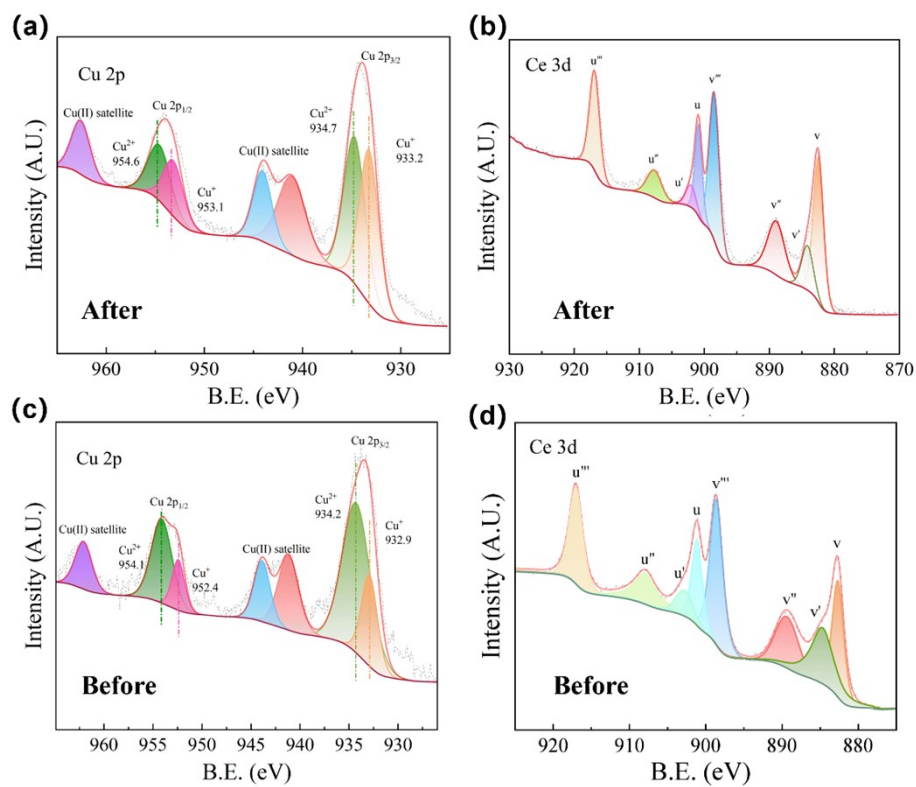 (a)
Cu 2p
Cu 2p3/2
Cu(II) satellite
Cu 2p1/2
Cu2+
954.6
Cu+
953.1
Cu(II) satellite
Cu2+
934.7
Cu+
933.2
After
Intensity (A.U.)
960 950 940 930
B.E. (eV)
(b)
Ce 3d
u'''
v'''
u
v
u''
u'
v''
v'
After
Intensity (A.U.)
930 920 910 900 890 880 870
B.E. (eV)
(c)
Cu 2p
Cu 2p3/2
Cu(II) satellite
Cu 2p1/2
Cu2+
954.1
Cu+
952.4
Cu(II) satellite
Cu2+
934.2
Cu+
932.9
Before
Intensity (A.U.)
960 955 950 945 940 935 930
B.E. (eV)
(d)
Ce 3d
u'''
v'''
u
v
u''
u'
v''
v'
Before
Intensity (A.U.)
920 910 900 890 880
B.E. (eV)